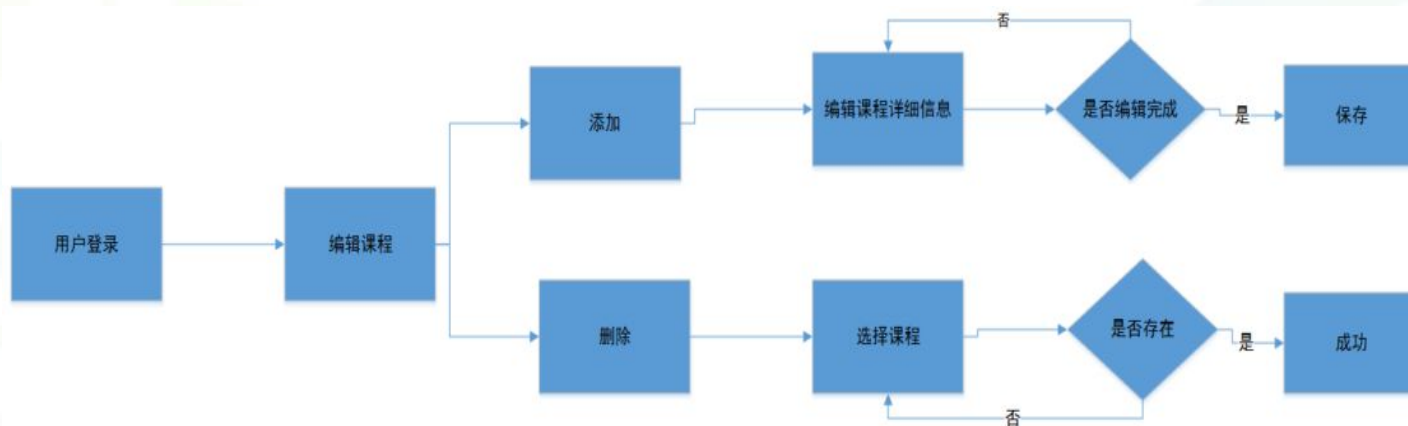 否
添加
编辑课程详细信息
是否编辑完成
是
保存
用户登录
编辑课程
删除
选择课程
是否存在
是
成功
否